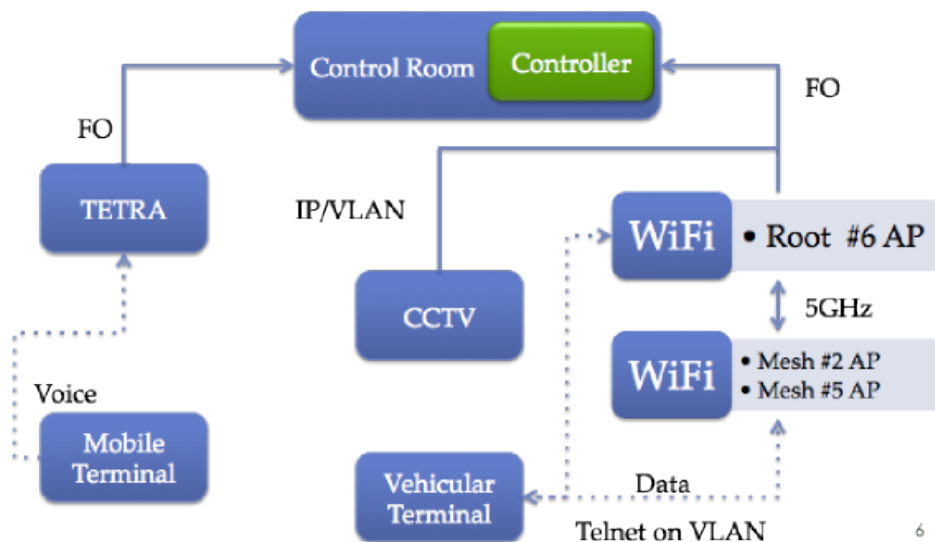 Control Room
Controller
FO
FO
TETRA
IP/VLAN
WiFi
• Root #6 AP
CCTV
5GHz
WiFi
• Mesh #2 AP
• Mesh #5 AP
Voice
Mobile
Terminal
Vehicular
Terminal
Data
Telnet on VLAN
6